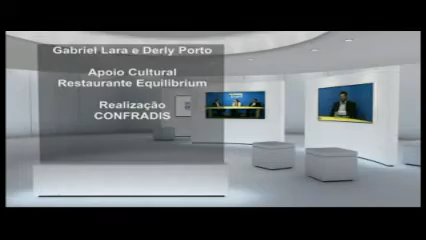 Gabriel Lara e Derly Porto
Apoio Cultural
Restaurante Equilibrium
Realização
CONFRADIS